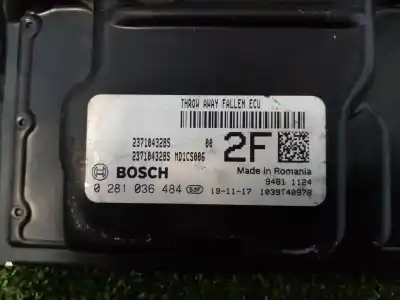 THROW AWAY FALLEN ECU
237104328S 00
237104328S MD1CS006
2F
Made in Romania
BOSCH
9481 1124
0 281 036 484 19-11-17 1039T40978